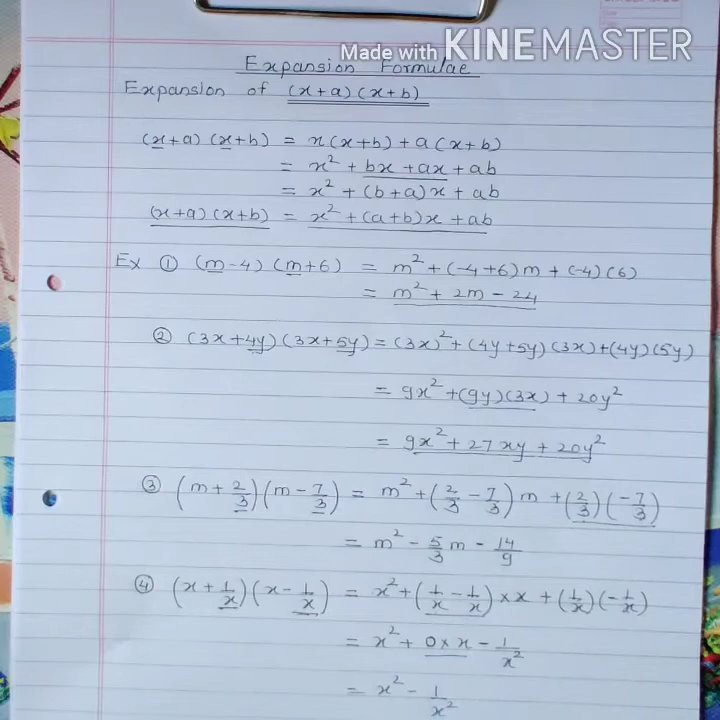 Made with KINEMASTER
Expansion Formulae
Expansion of (x+a)(x+b)
(x+a)(x+b) = x(x+b)+a(x+b)
= x² + bx + ax + ab
= x² + (b+a)x + ab
(x+a)(x+b) = x² + (a+b)x + ab
Ex ① (m-4)(m+6) = m² + (-4+6)m + (-4)(6)
= m² + 2m - 24
② (3x+4y)(3x+5y) = (3x)² + (4y+5y)(3x) + (4y)(5y)
= 9x² + (9y)(3x) + 20y²
= 9x² + 27xy + 20y²
③ (m + 2/3)(m - 7/3) = m² + (2/3 - 7/3)m + (2/3)(-7/3)
= m² - 5/3 m - 14/9
④ (x + 1/x)(x - 1/x) = x² + (1/x - 1/x) × x + (1/x)(-1/x)
= x² + 0 × x - 1/x²
= x² - 1/x²